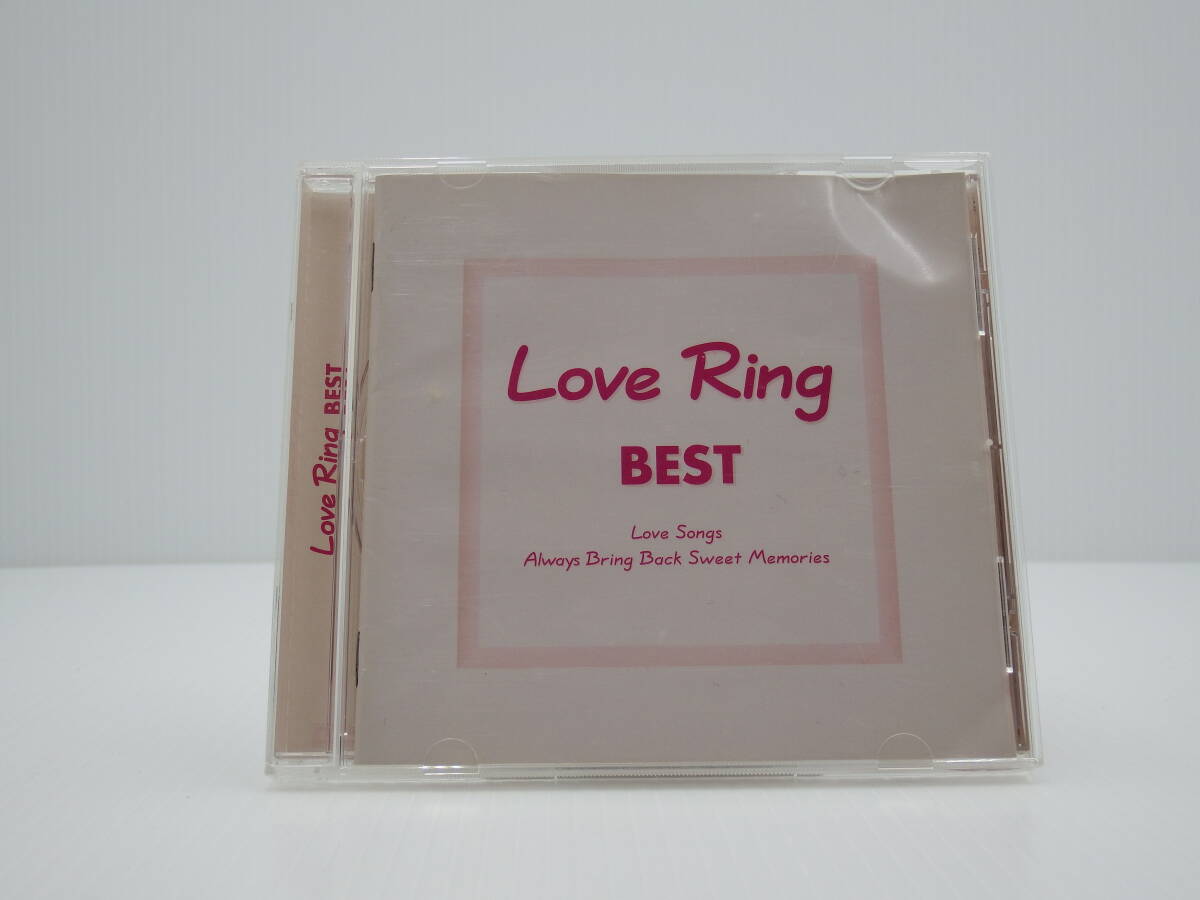 Love Ring BEST
Love Ring
BEST
Love Songs
Always Bring Back Sweet Memories